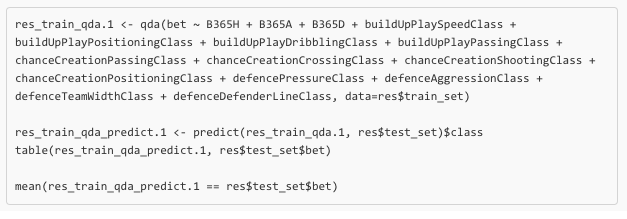 res_train_qda.1 <- qda(bet ~ B365H + B365A + B365D + buildUpPlaySpeedClass +
buildUpPlayPositioningClass + buildUpPlayDribblingClass + buildUpPlayPassingClass +
chanceCreationPassingClass + chanceCreationCrossingClass + chanceCreationShootingClass +
chanceCreationPositioningClass + defencePressureClass + defenceAggressionClass +
defenceTeamWidthClass + defenceDefenderLineClass, data=res$train_set)
res_train_qda_predict.1 <- predict(res_train_qda.1, res$test_set)$class
table(res_train_qda_predict.1, res$test_set$bet)
mean(res_train_qda_predict.1 == res$test_set$bet)